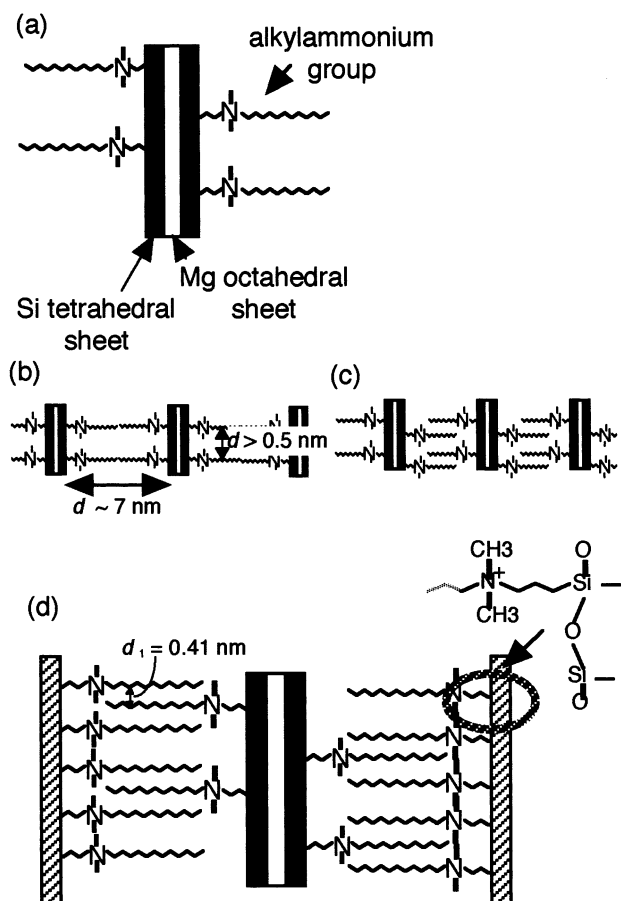 (a)
alkylammonium
group
N
N
N
N
Mg octahedral
sheet
Si tetrahedral
sheet
(b)
d > 0.5 nm
d ~ 7 nm
(c)
(d)
d1 = 0.41 nm
CH3
N+
CH3
O
Si
O
Si
O
N
N
N
N
N
N
N
N
N
N
N
N
N
N